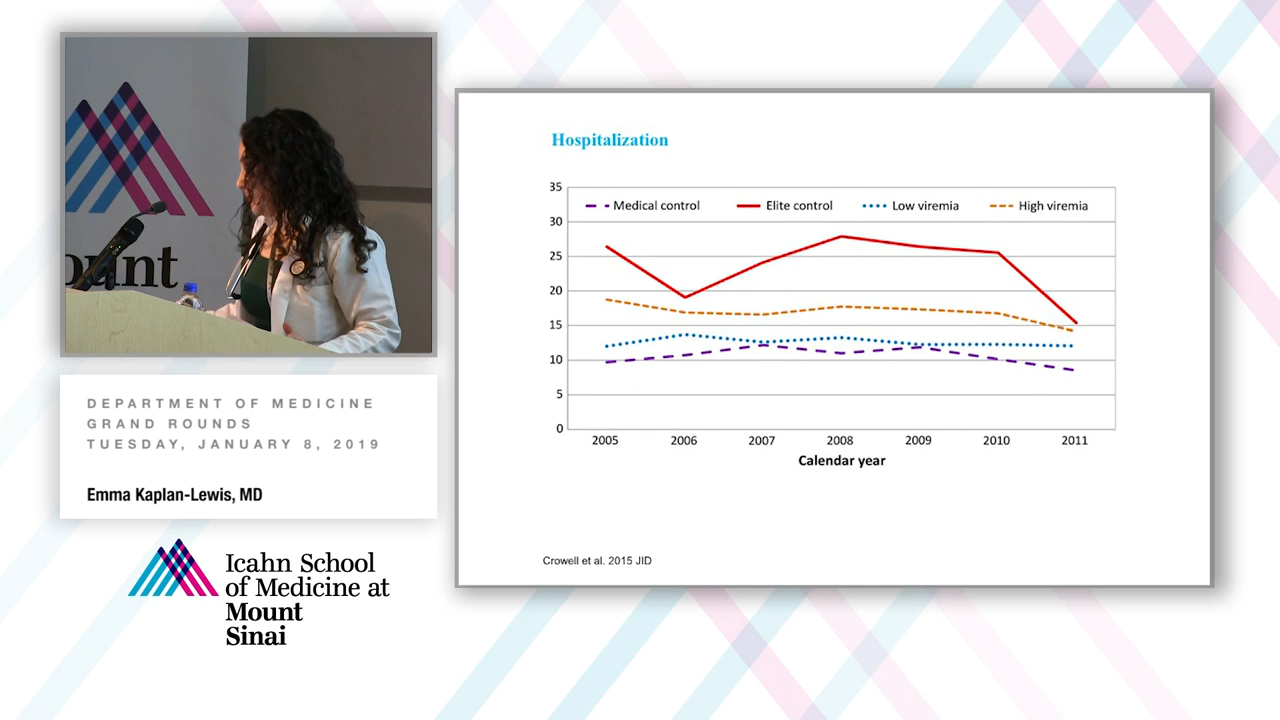 ount
DEPARTMENT OF MEDICINE
GRAND ROUNDS
TUESDAY, JANUARY 8, 2019
Emma Kaplan-Lewis, MD
Icahn School
of Medicine at
Mount
Sinai
Hospitalization
35
Medical control Elite control Low viremia High viremia
30
25
20
15
10
5
0
2005 2006 2007 2008 2009 2010 2011
Calendar year
Crowell et al. 2015 JID